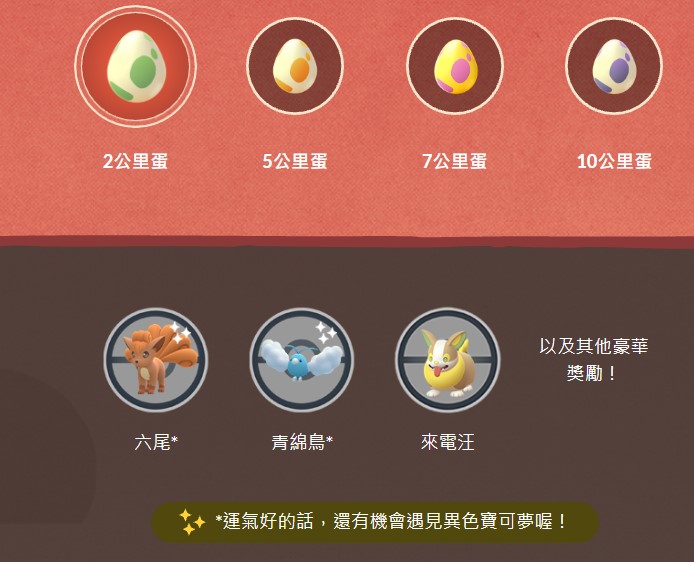 2公里蛋
5公里蛋
7公里蛋
10公里蛋
六尾*
青綿鳥*
來電汪
以及其他豪華
獎勵！
*運氣好的話，還有機會遇見異色寶可夢喔！